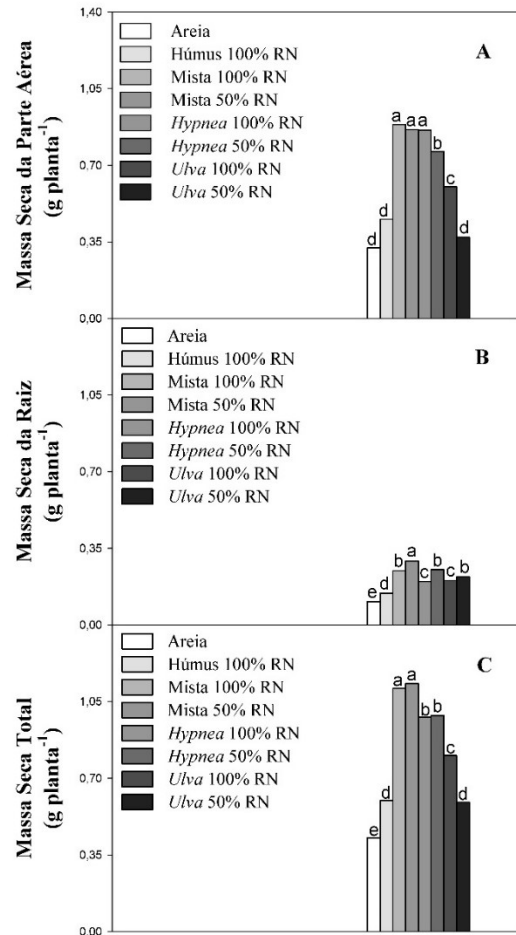 1,40
1,05
0,70
0,35
0,00
Massa Seca da Parte Aérea
(g planta⁻¹)
Areia
Húmus 100% RN
Mista 100% RN
Mista 50% RN
Hypnea 100% RN
Hypnea 50% RN
Ulva 100% RN
Ulva 50% RN
A
d d a a a b c d
1,05
0,70
0,35
0,00
Massa Seca da Raiz
(g planta⁻¹)
Areia
Húmus 100% RN
Mista 100% RN
Mista 50% RN
Hypnea 100% RN
Hypnea 50% RN
Ulva 100% RN
Ulva 50% RN
B
e d b a c b c b
1,05
0,70
0,35
0,00
Massa Seca Total
(g planta⁻¹)
Areia
Húmus 100% RN
Mista 100% RN
Mista 50% RN
Hypnea 100% RN
Hypnea 50% RN
Ulva 100% RN
Ulva 50% RN
C
e d a a b b c d